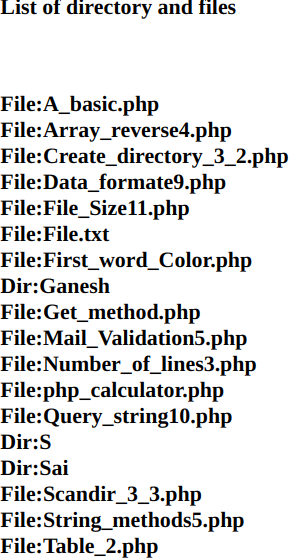 List of directory and files
File:A_basic.php
File:Array_reverse4.php
File:Create_directory_3_2.php
File:Data_formate9.php
File:File_Size11.php
File:File.txt
File:First_word_Color.php
Dir:Ganesh
File:Get_method.php
File:Mail_Validation5.php
File:Number_of_lines3.php
File:php_calculator.php
File:Query_string10.php
Dir:S
Dir:Sai
File:Scandir_3_3.php
File:String_methods5.php
File:Table_2.php